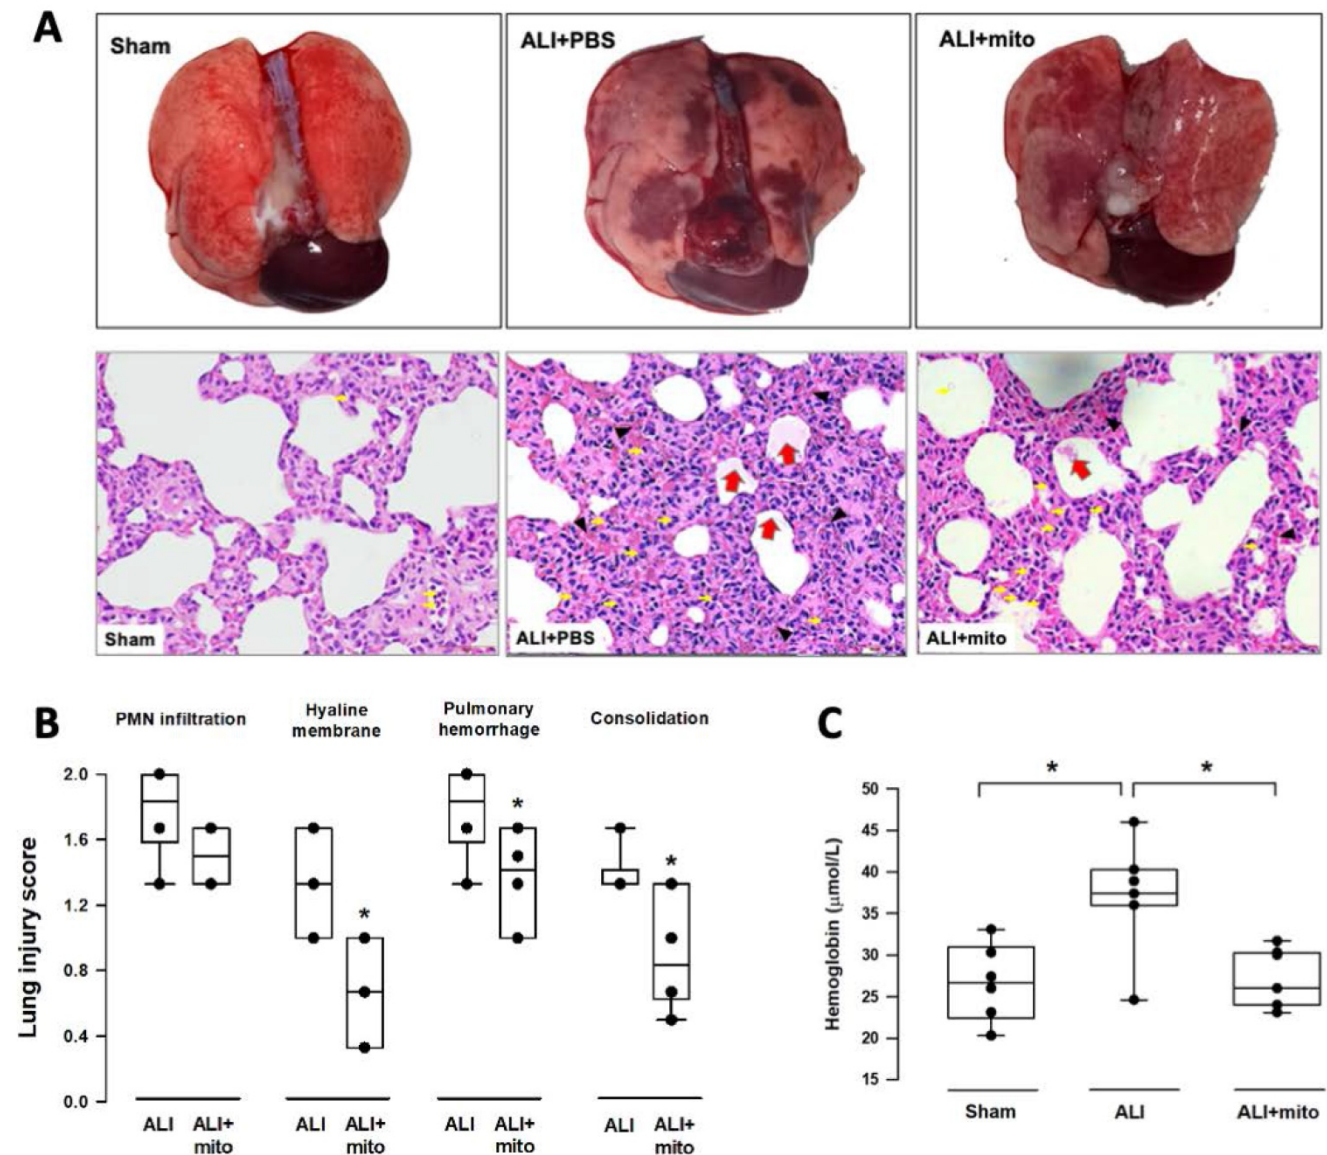 A
Sham
ALI+PBS
ALI+mito
Sham
ALI+PBS
ALI+mito
B
PMN infiltration
Hyaline
membrane
Pulmonary
hemorrhage
Consolidation
Lung injury score
2.0
1.6
1.2
0.8
0.4
0.0
*
*
*
ALI
ALI+
mito
ALI
ALI+
mito
ALI
ALI+
mito
ALI
ALI+
mito
C
*
*
Hemoglobin (μmol/L)
50
45
40
35
30
25
20
15
Sham
ALI
ALI+mito